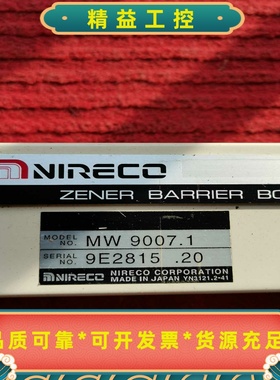 精益工控
NIRECO
ZENER BARRIER BO
MODEL NO. MW 9007.1
SERIAL NO. 9E2815 .20
NIRECO NIRECO CORPORATION
MADE IN JAPAN YN3121.2-41
品质可靠*可开发票*货源充足